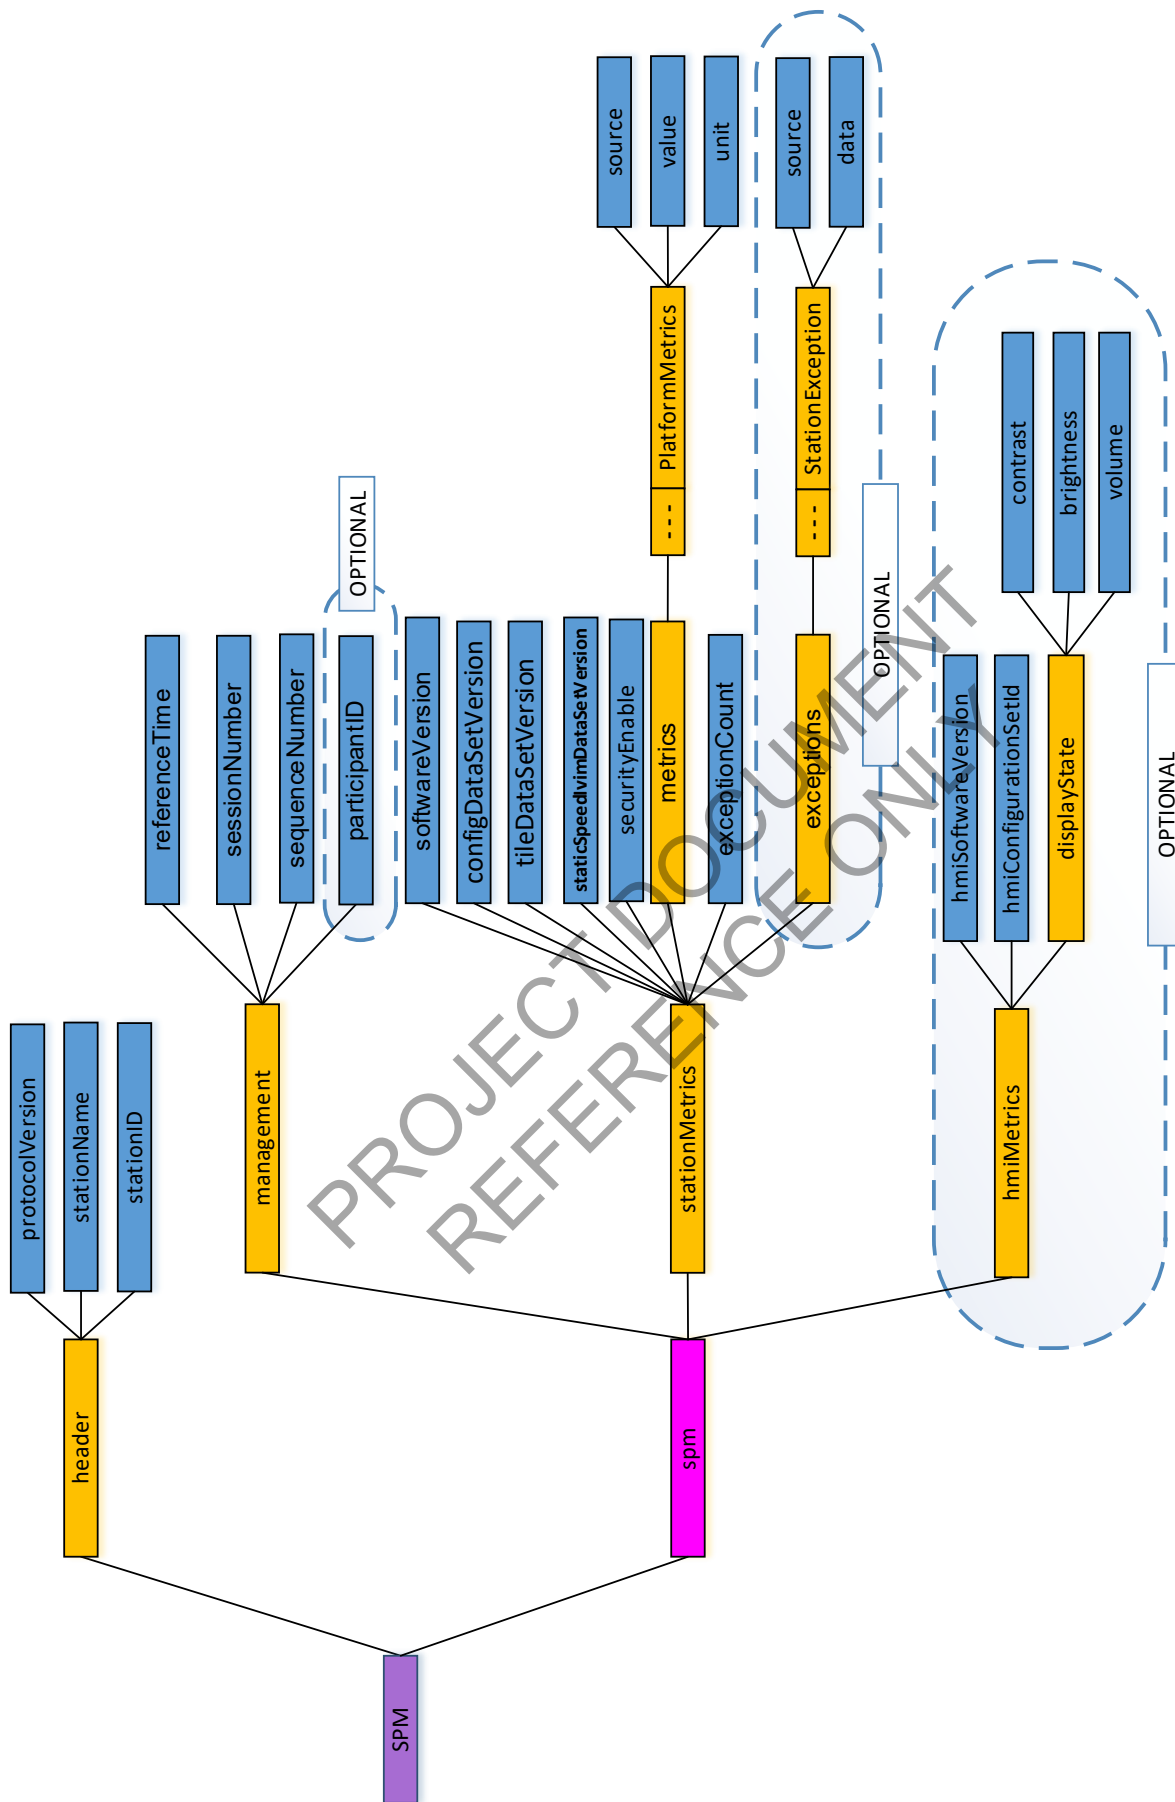 SPM
header
protocolVersion
stationName
stationID
spm
management
referenceTime
sessionNumber
sequenceNumber
participantID
OPTIONAL
stationMetrics
softwareVersion
configDataSetVersion
tileDataSetVersion
staticSpeedIvimDataSetVersion
securityEnable
metrics
- - -
PlatformMetrics
source
value
unit
exceptionCount
exceptions
- - -
StationException
source
data
OPTIONAL
hmiMetrics
hmiSoftwareVersion
hmiConfigurationSetId
displayState
contrast
brightness
volume
OPTIONAL
PROJECT DOCUMENT
REFERENCE ONLY